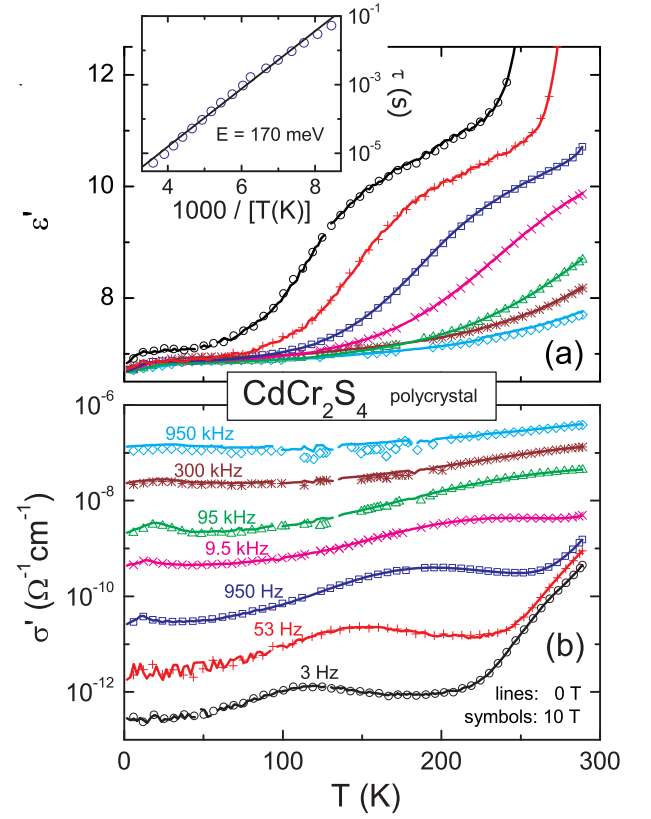 10⁻¹
10⁻³
10⁻⁵
τ (s)
E = 170 meV
4 6 8
1000 / [T(K)]
12
10
8
ε'
(a)
CdCr₂S₄ polycrystal
10⁻⁶
10⁻⁸
10⁻¹⁰
10⁻¹²
σ' (Ω⁻¹cm⁻¹)
950 kHz
300 kHz
95 kHz
9.5 kHz
950 Hz
53 Hz
3 Hz
(b)
lines: 0 T
symbols: 10 T
0 100 200 300
T (K)